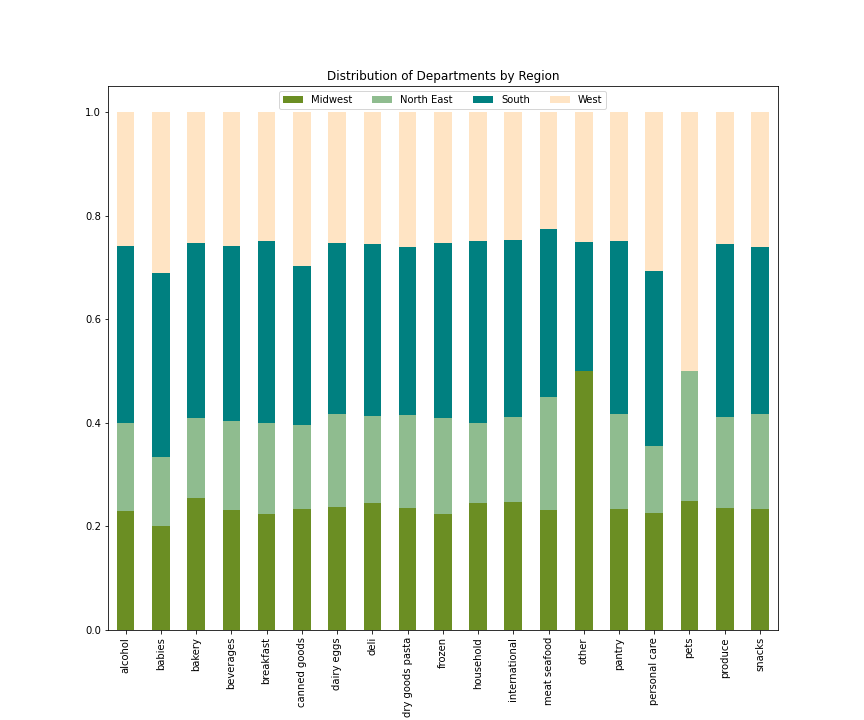 Distribution of Departments by Region
Midwest North East South West
1.0
0.8
0.6
0.4
0.2
0.0
alcohol
babies
bakery
beverages
breakfast
canned goods
dairy eggs
deli
dry goods pasta
frozen
household
international
meat seafood
other
pantry
personal care
pets
produce
snacks